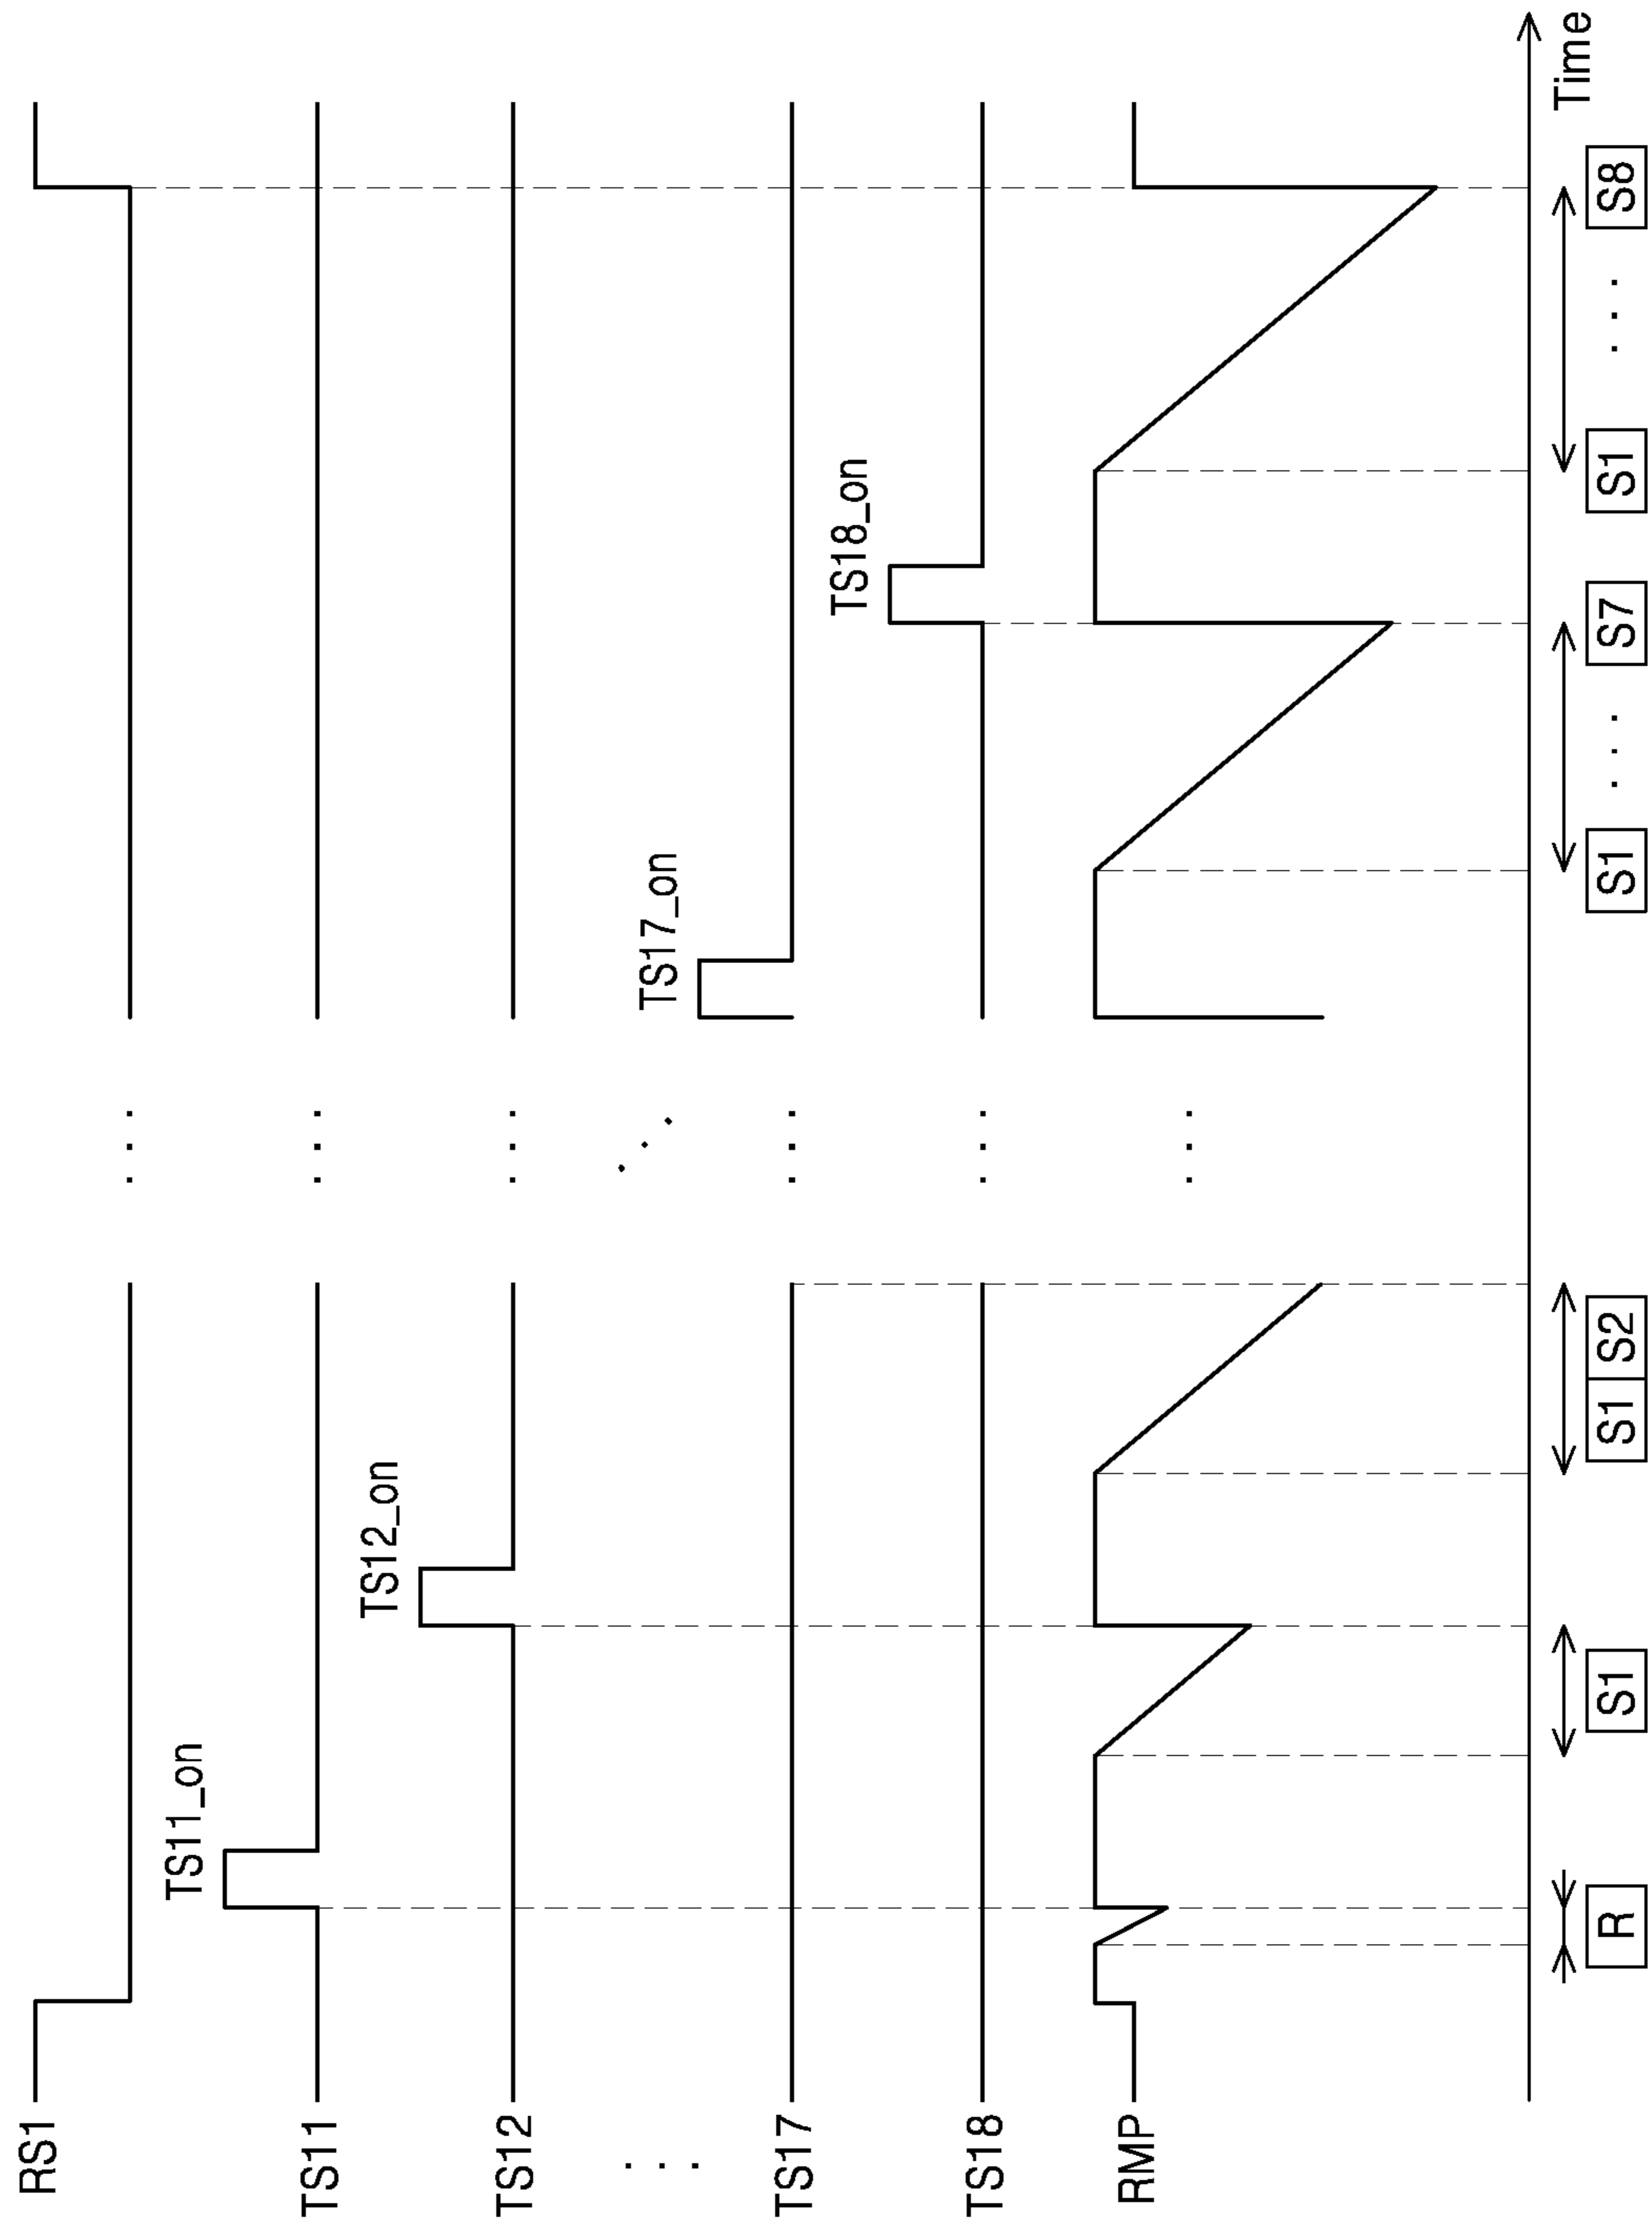 RS1
TS11_on
TS11
TS12_on
TS12
TS17_on
TS17
TS18_on
TS18
RMP
Time
R S1 S1 S2 S1 S7 S1 S8